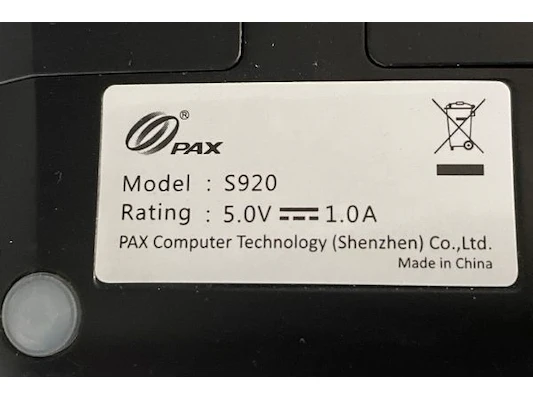 ® PAX
Model : S920
Rating : 5.0V ⎓ 1.0A
PAX Computer Technology (Shenzhen) Co.,Ltd.
Made in China